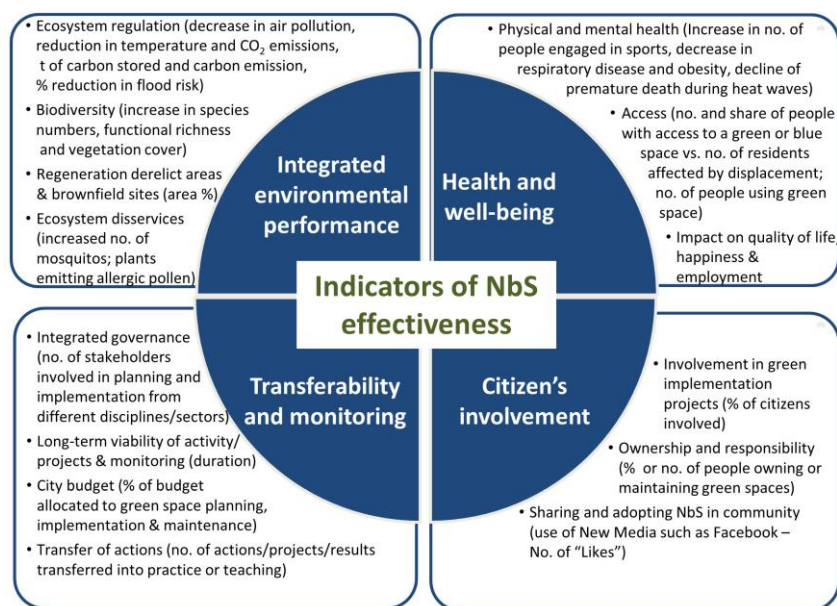 • Ecosystem regulation (decrease in air pollution,
reduction in temperature and CO₂ emissions,
t of carbon stored and carbon emission,
% reduction in flood risk)
• Biodiversity (increase in species
numbers, functional richness
and vegetation cover)
• Regeneration derelict areas
& brownfield sites (area %)
• Ecosystem disservices
(increased no. of
mosquitos; plants
emitting allergic pollen)
Integrated
environmental
performance
• Physical and mental health (Increase in no. of
people engaged in sports, decrease in
respiratory disease and obesity, decline of
premature death during heat waves)
• Access (no. and share of people
with access to a green or blue
space vs. no. of residents
affected by displacement;
no. of people using green
space)
• Impact on quality of life,
happiness &
employment
Health and
well-being
Indicators of NbS
effectiveness
• Integrated governance
(no. of stakeholders
involved in planning and
implementation from
different disciplines/sectors)
• Long-term viability of activity/
projects & monitoring (duration)
• City budget (% of budget
allocated to green space planning,
implementation & maintenance)
• Transfer of actions (no. of actions/projects/results
transferred into practice or teaching)
Transferability
and monitoring
Citizen’s
involvement
• Involvement in green
implementation
projects (% of citizens
involved)
• Ownership and responsibility
(% or no. of people owning or
maintaining green spaces)
• Sharing and adopting NbS in community
(use of New Media such as Facebook –
No. of “Likes”)